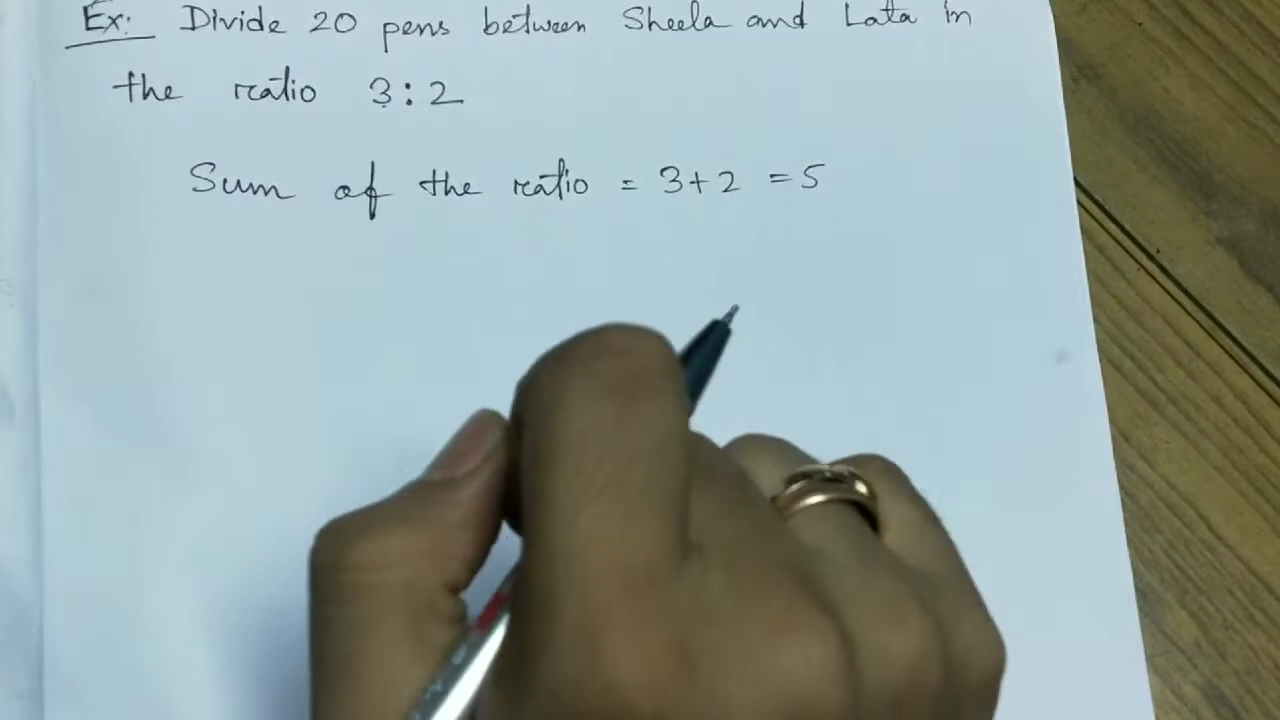 Ex: Divide 20 pens between Sheela and Lata in
the ratio 3:2
Sum of the ratio = 3+2 = 5